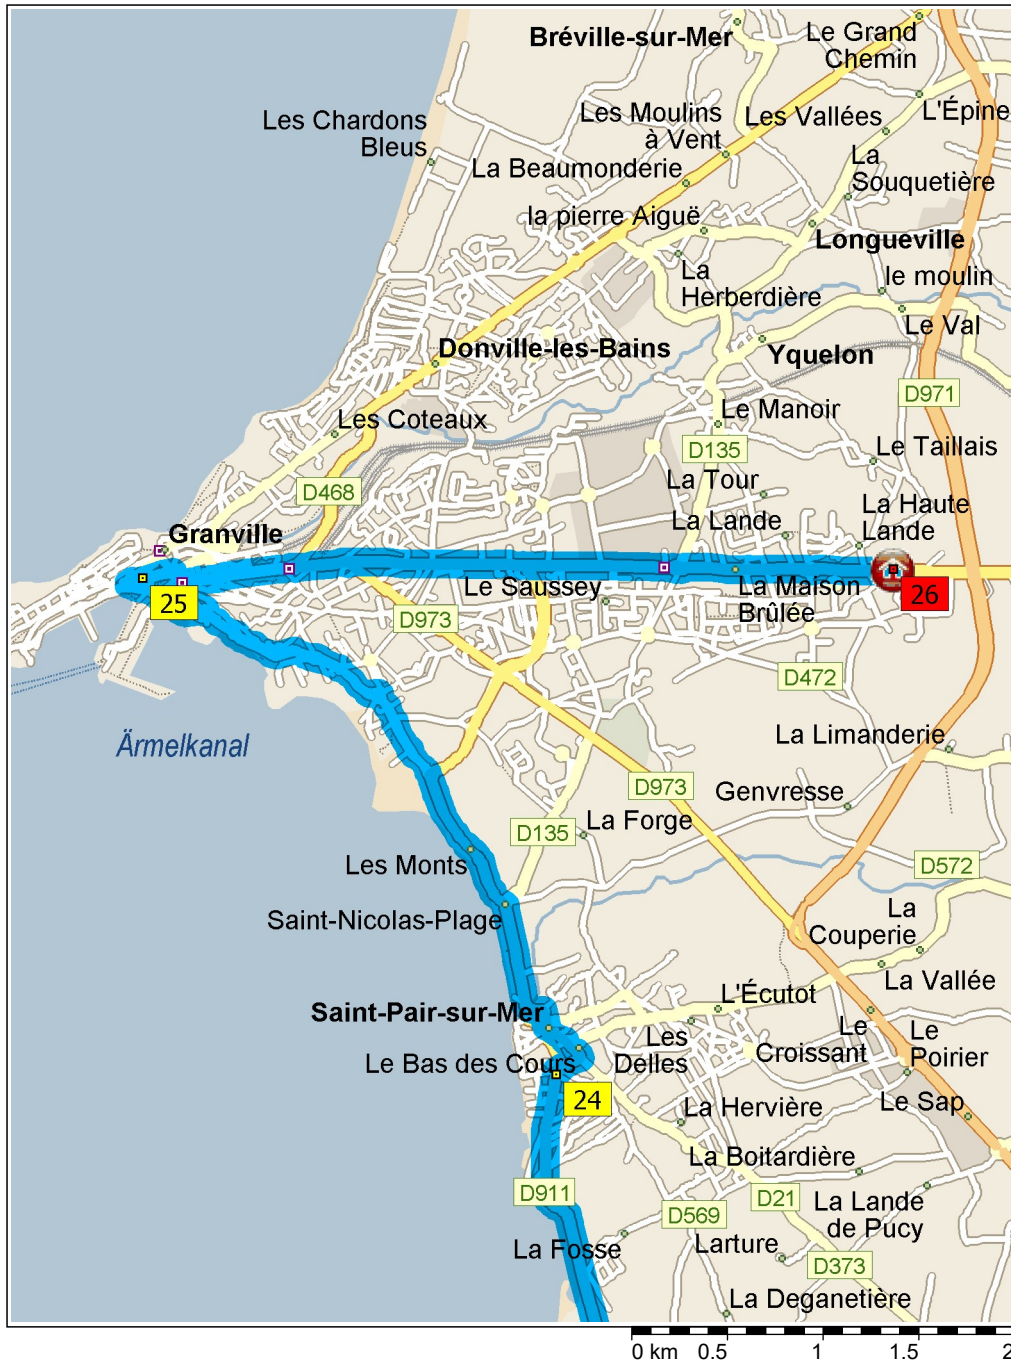 Bréville-sur-Mer
Le Grand
Chemin
Les Chardons
Bleus
Les Moulins
à Vent
Les Vallées
L'Épine
La Beaumonderie
La
Souquetière
la pierre Aiguë
Longueville
La
Herberdière
le moulin
Le Val
Donville-les-Bains
Yquelon
D971
Les Coteaux
Le Manoir
D135
Le Taillais
D468
La Tour
La Haute
Lande
La Lande
Granville
Le Saussey
La Maison
Brûlée
25
26
D973
D472
Ärmelkanal
La Limanderie
D973
Genvresse
D135
La Forge
Les Monts
D572
Saint-Nicolas-Plage
La
Couperie
La Vallée
L'Écutot
Saint-Pair-sur-Mer
Les
Delles
Le
Croissant
Le
Poirier
Le Bas des Cours
24
La Hervière
Le Sap
La Boitardière
D911
D21
La Lande
de Pucy
D569
La Fosse
Larture
D373
La Deganetière
0 km 0.5 1 2